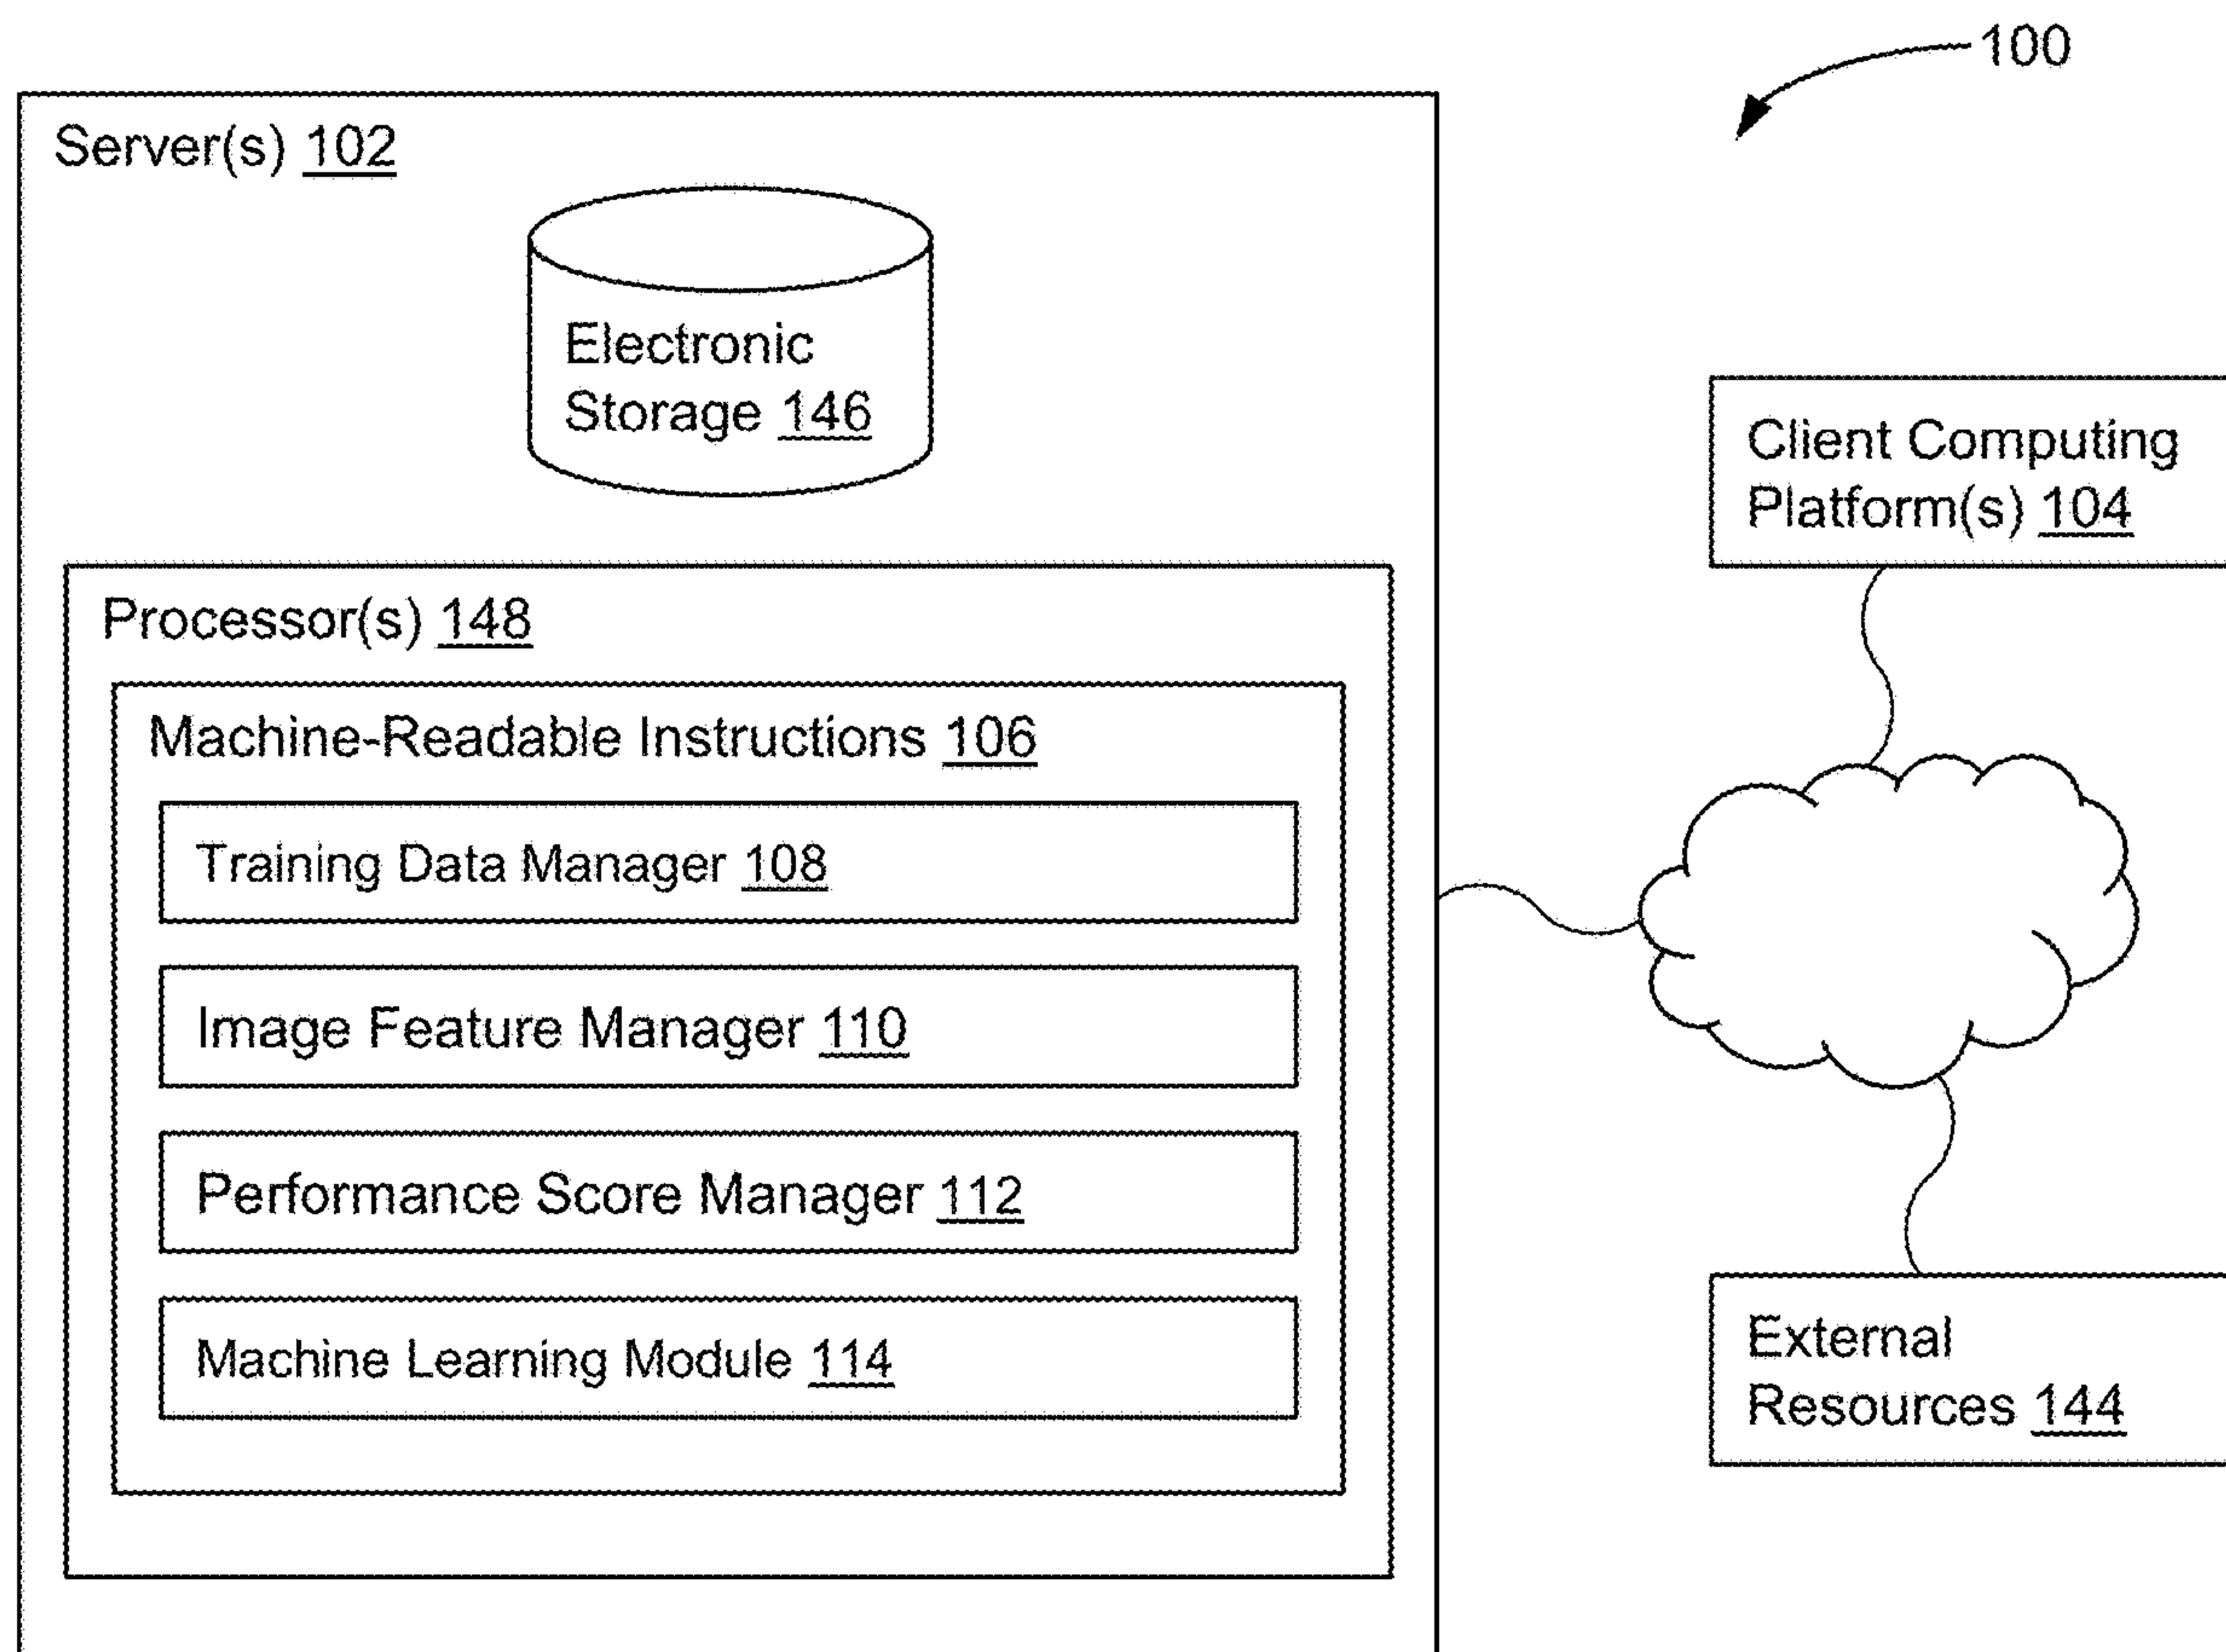 100
Server(s) 102
Electronic
Storage 146
Processor(s) 148
Machine-Readable Instructions 106
Training Data Manager 108
Image Feature Manager 110
Performance Score Manager 112
Machine Learning Module 114
Client Computing
Platform(s) 104
External
Resources 144